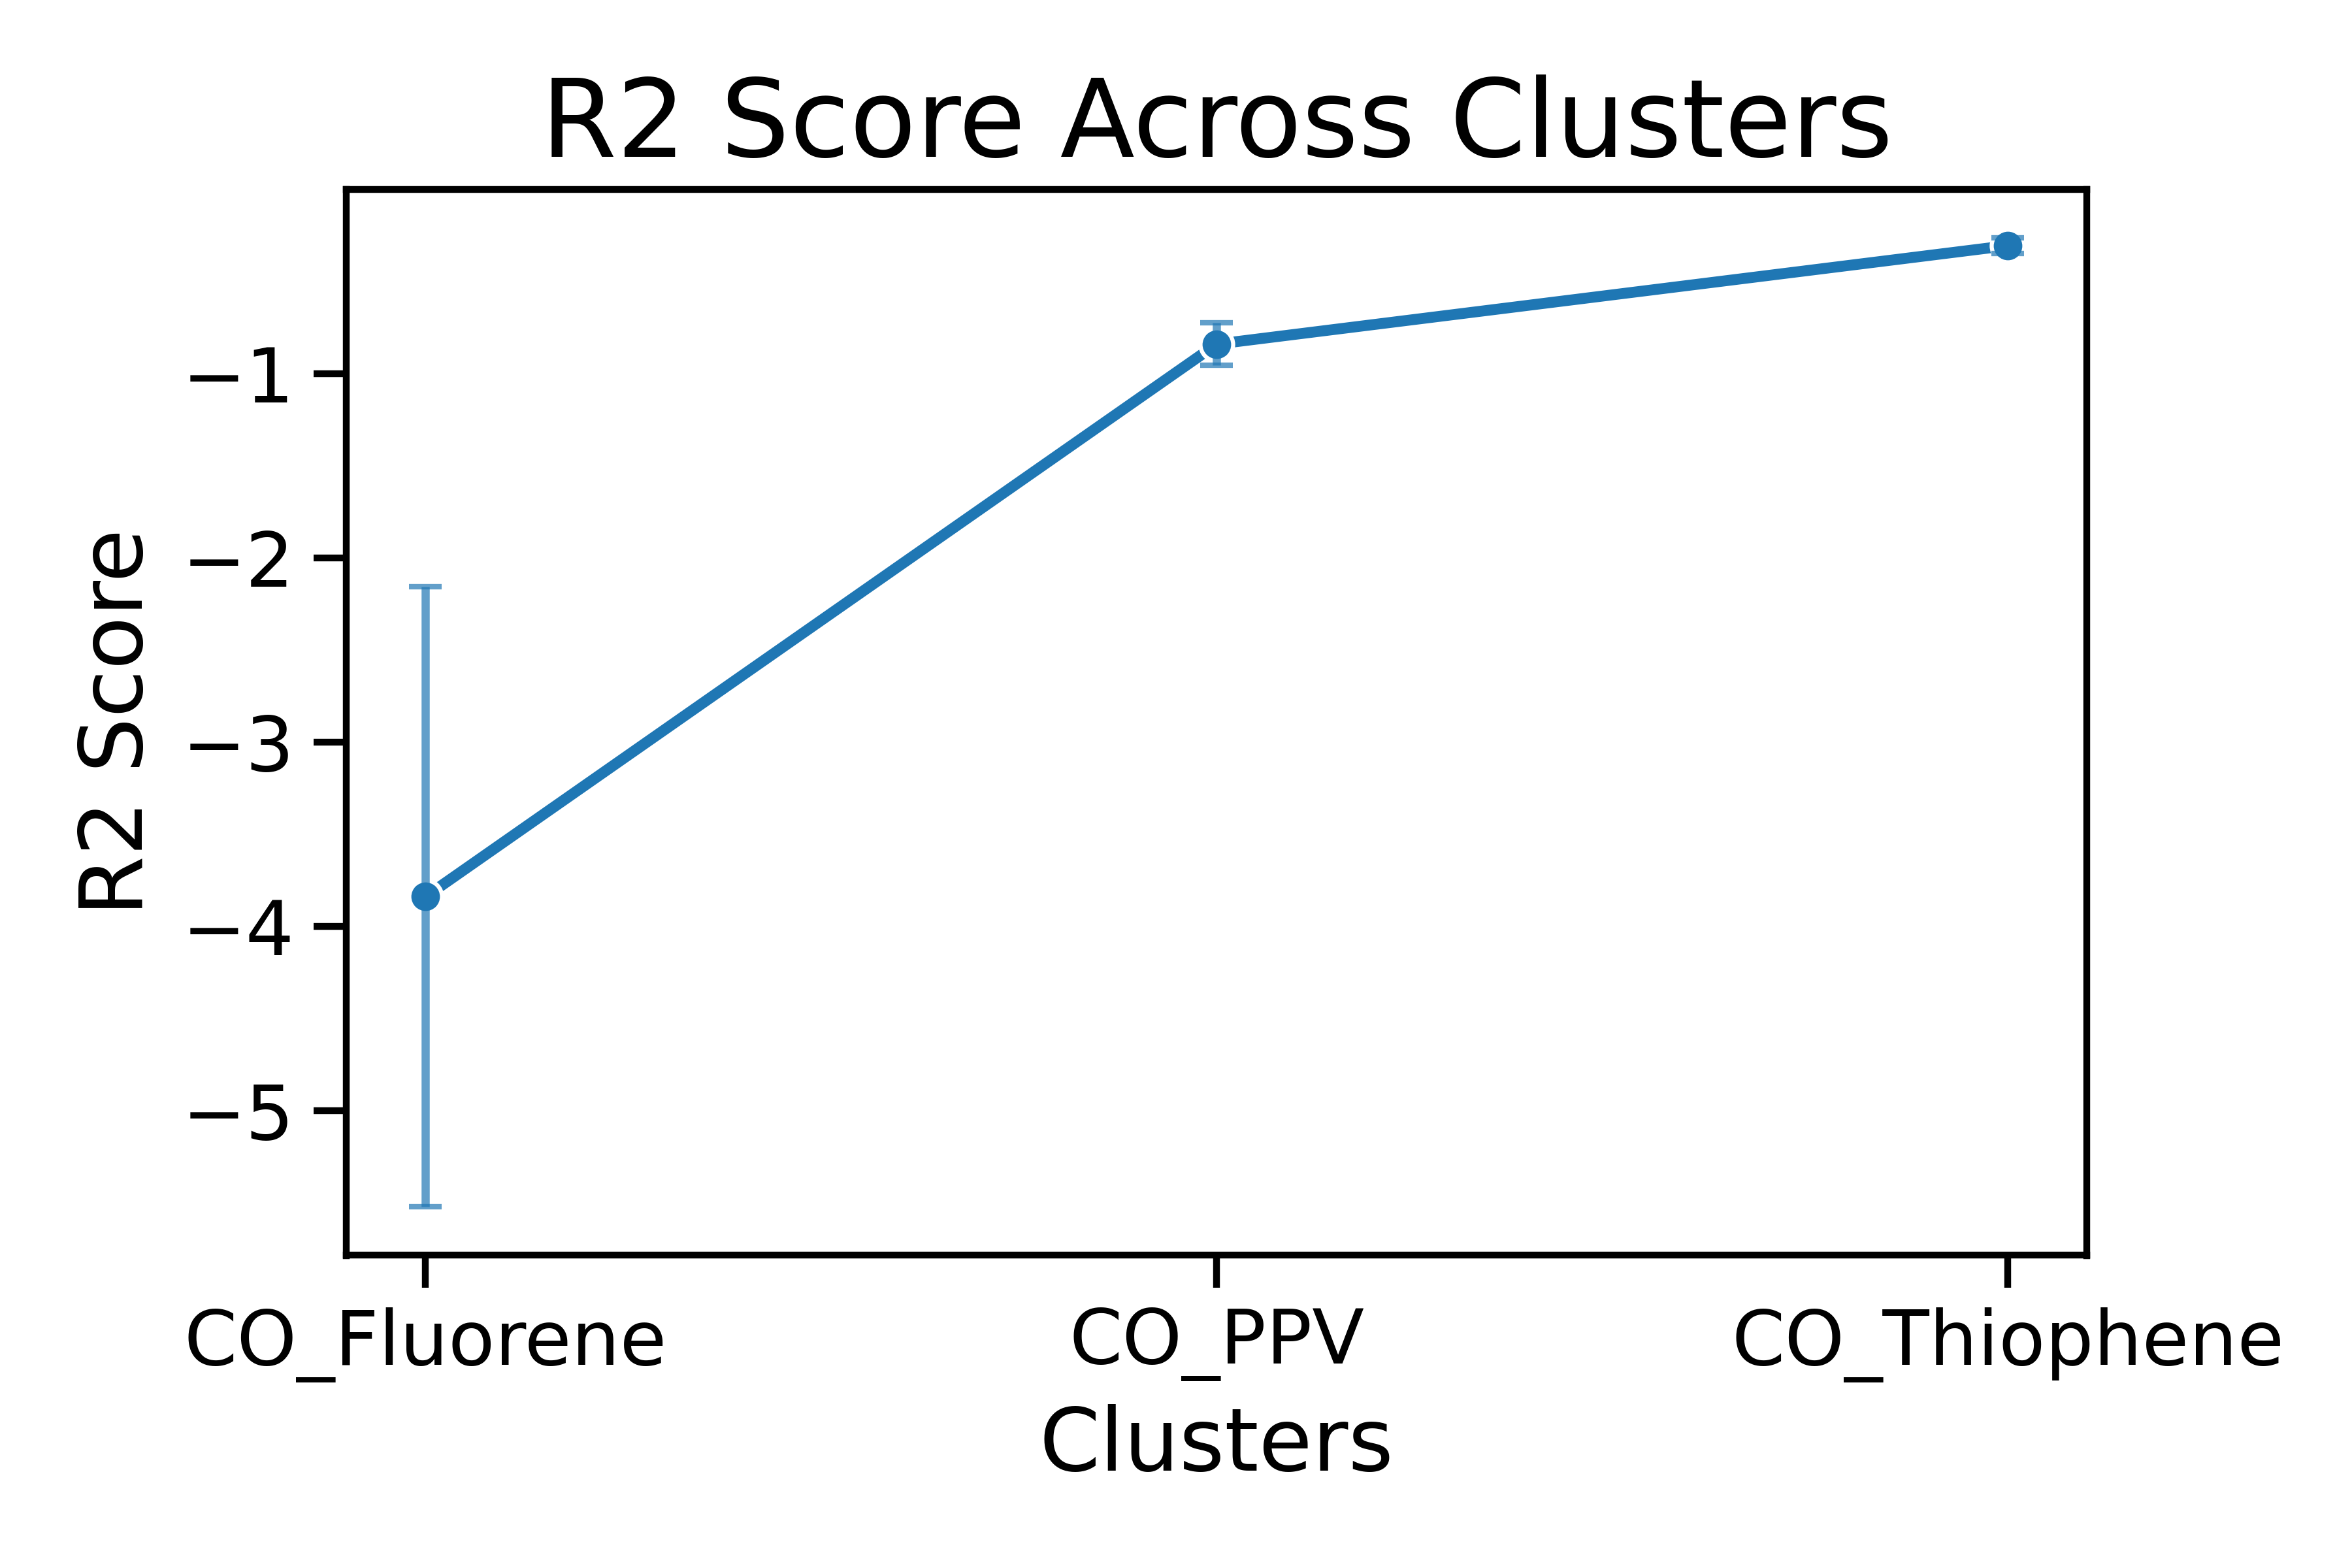 R2 Score Across Clusters
R2 Score
−1
−2
−3
−4
−5
CO_Fluorene
CO_PPV
CO_Thiophene
Clusters